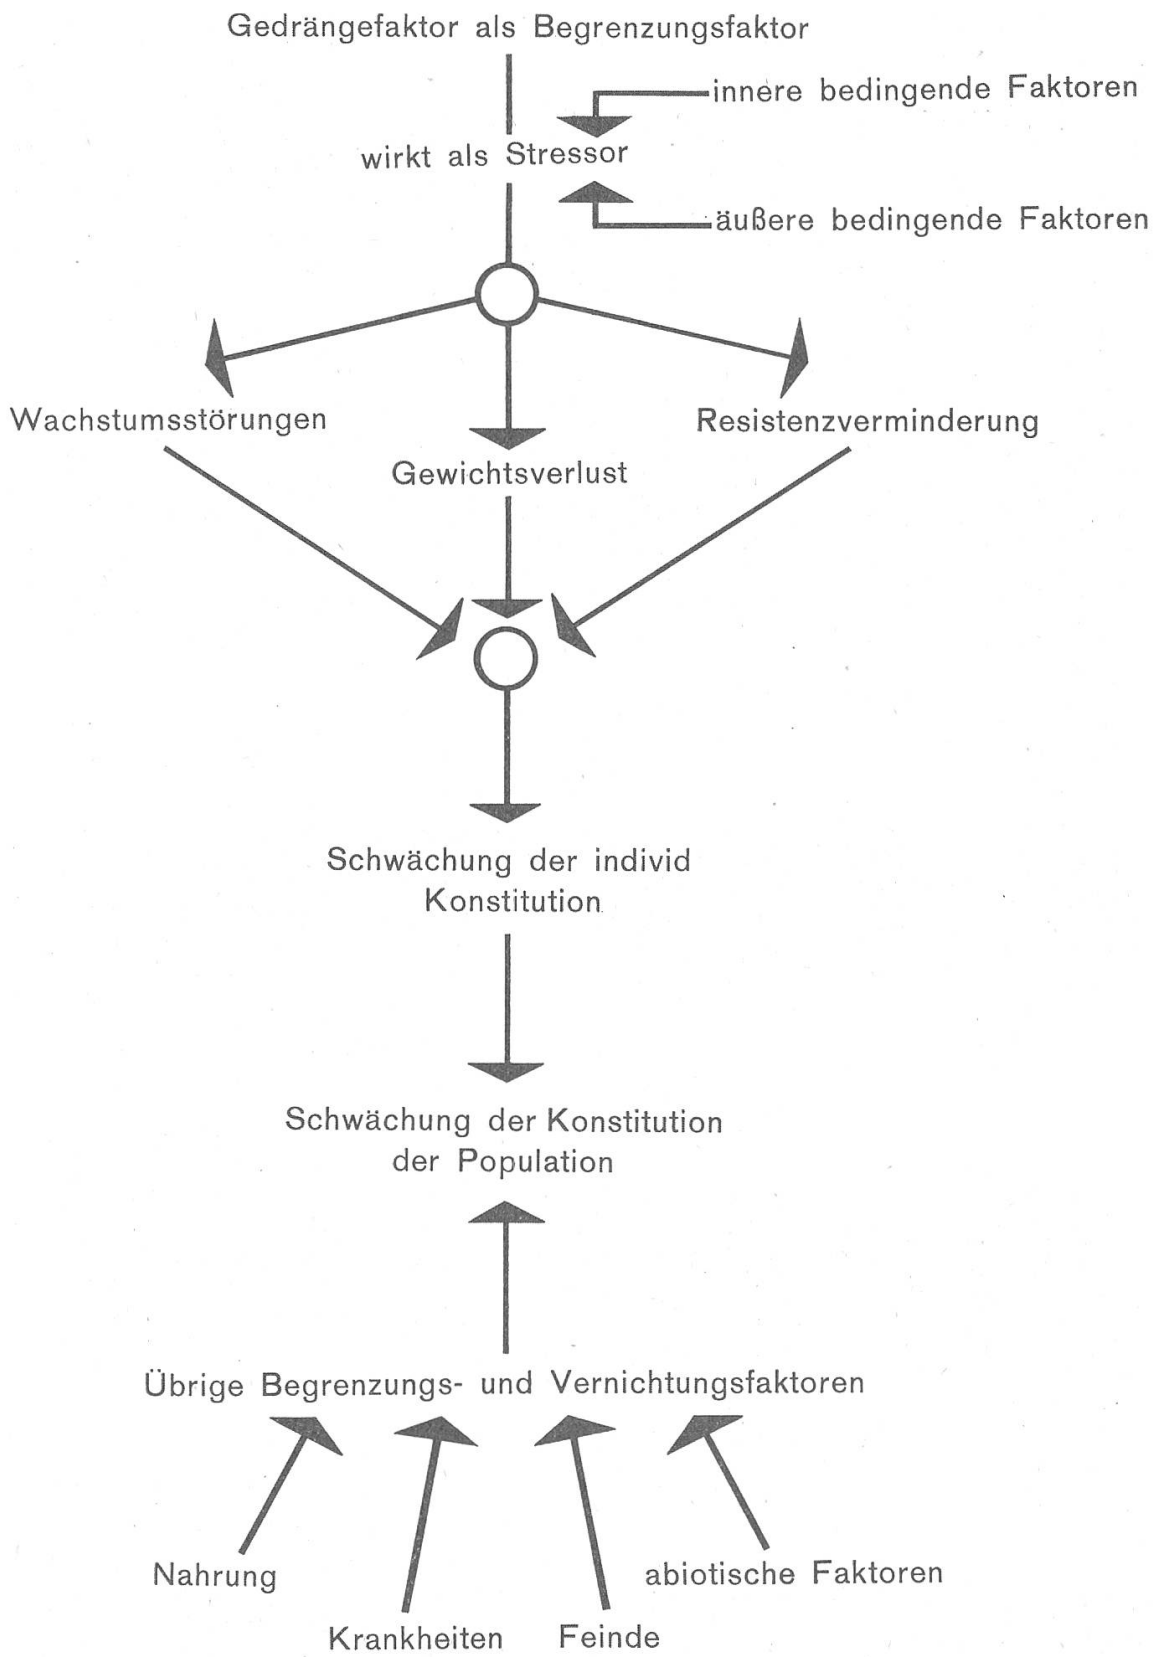 Gedrängefaktor als Begrenzungsfaktor
innere bedingende Faktoren
wirkt als Stressor
äußere bedingende Faktoren
Wachstumsstörungen
Resistenzverminderung
Gewichtsverlust
Schwächung der individ
Konstitution
Schwächung der Konstitution
der Population
Übrige Begrenzungs- und Vernichtungsfaktoren
Nahrung
abiotische Faktoren
Krankheiten
Feinde